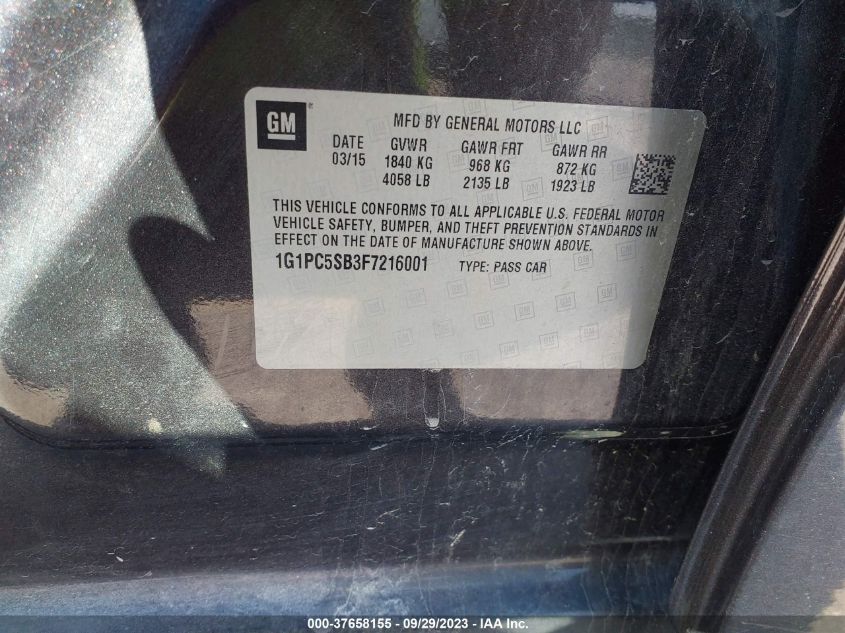 GM
®
MFD BY GENERAL MOTORS LLC
DATE GVWR GAWR FRT GAWR RR
03/15 1840 KG 968 KG 872 KG
4058 LB 2135 LB 1923 LB
THIS VEHICLE CONFORMS TO ALL APPLICABLE U.S. FEDERAL MOTOR
VEHICLE SAFETY, BUMPER, AND THEFT PREVENTION STANDARDS IN
EFFECT ON THE DATE OF MANUFACTURE SHOWN ABOVE.
1G1PC5SB3F7216001 TYPE: PASS CAR
000-37658155 - 09/29/2023 - IAA Inc.